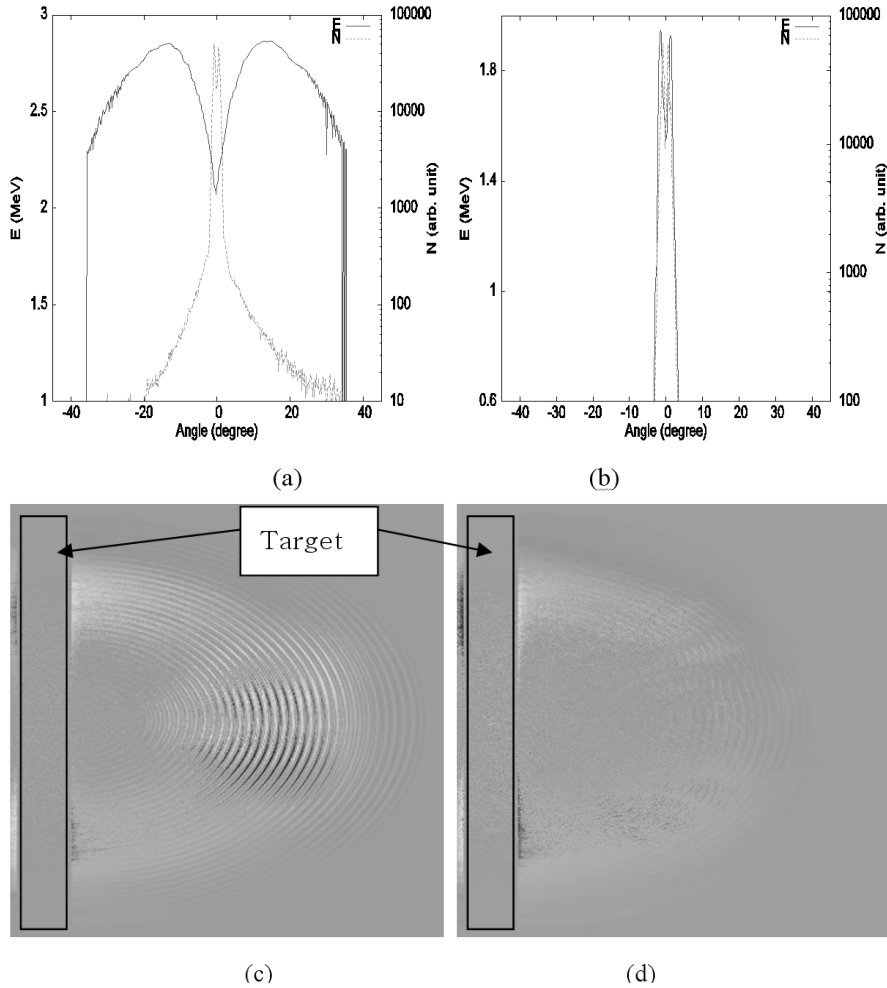 3
2.5
2
1.5
1
E (MeV)
-40
-20
0
20
40
Angle (degree)
100000
10000
1000
100
10
N (arb. unit)
E
N
(a)
1.8
1.4
1
0.6
E (MeV)
-40
-30
-20
-10
0
10
20
30
40
Angle (degree)
100000
10000
1000
100
N (arb. unit)
E
N
(b)
Target
(c)
(d)